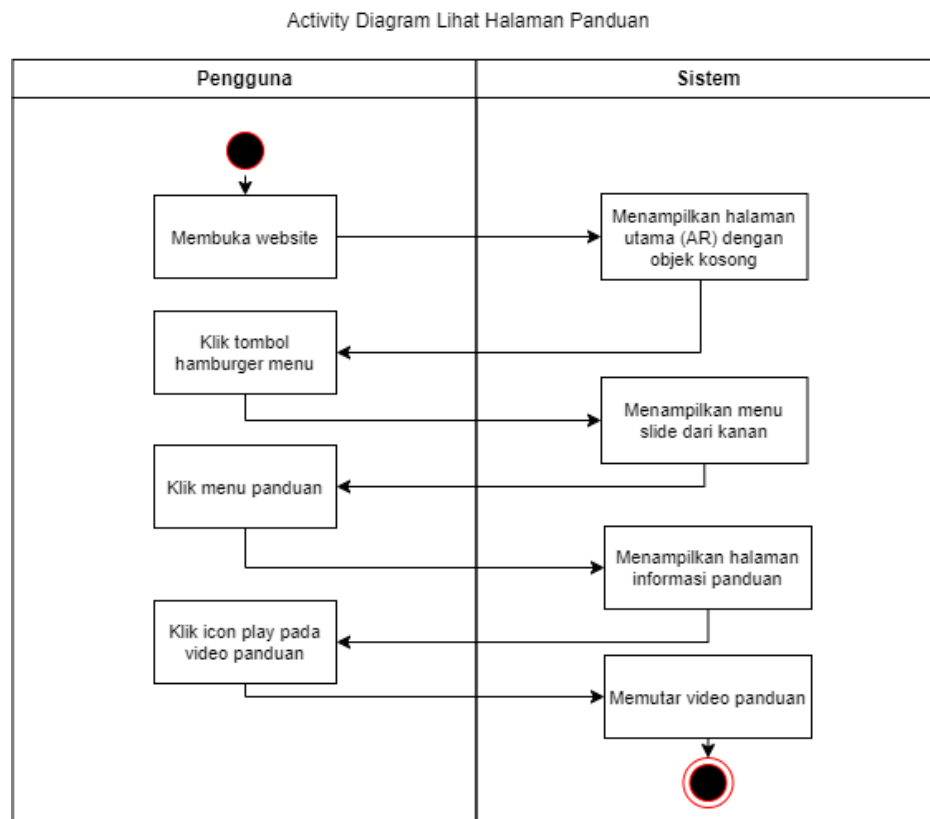 Activity Diagram Lihat Halaman Panduan
Pengguna
Sistem
Membuka website
Menampilkan halaman
utama (AR) dengan
objek kosong
Klik tombol
hamburger menu
Menampilkan menu
slide dari kanan
Klik menu panduan
Menampilkan halaman
informasi panduan
Klik icon play pada
video panduan
Memutar video panduan